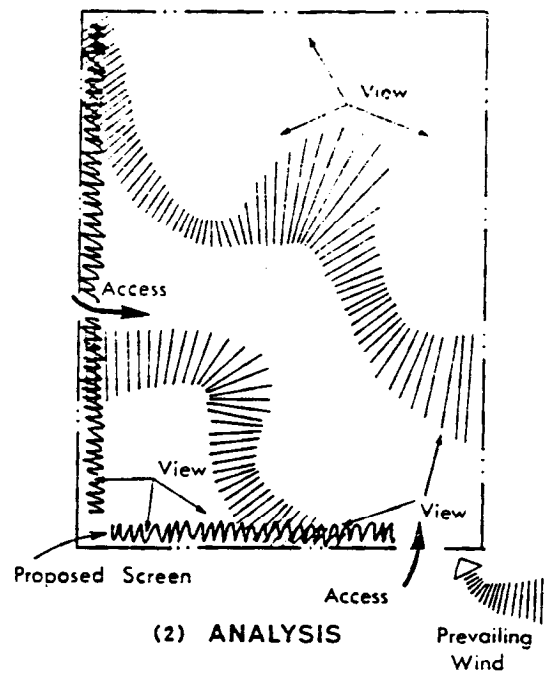 View
Access
View
View
Proposed Screen
Access
(2) ANALYSIS
Prevailing
Wind